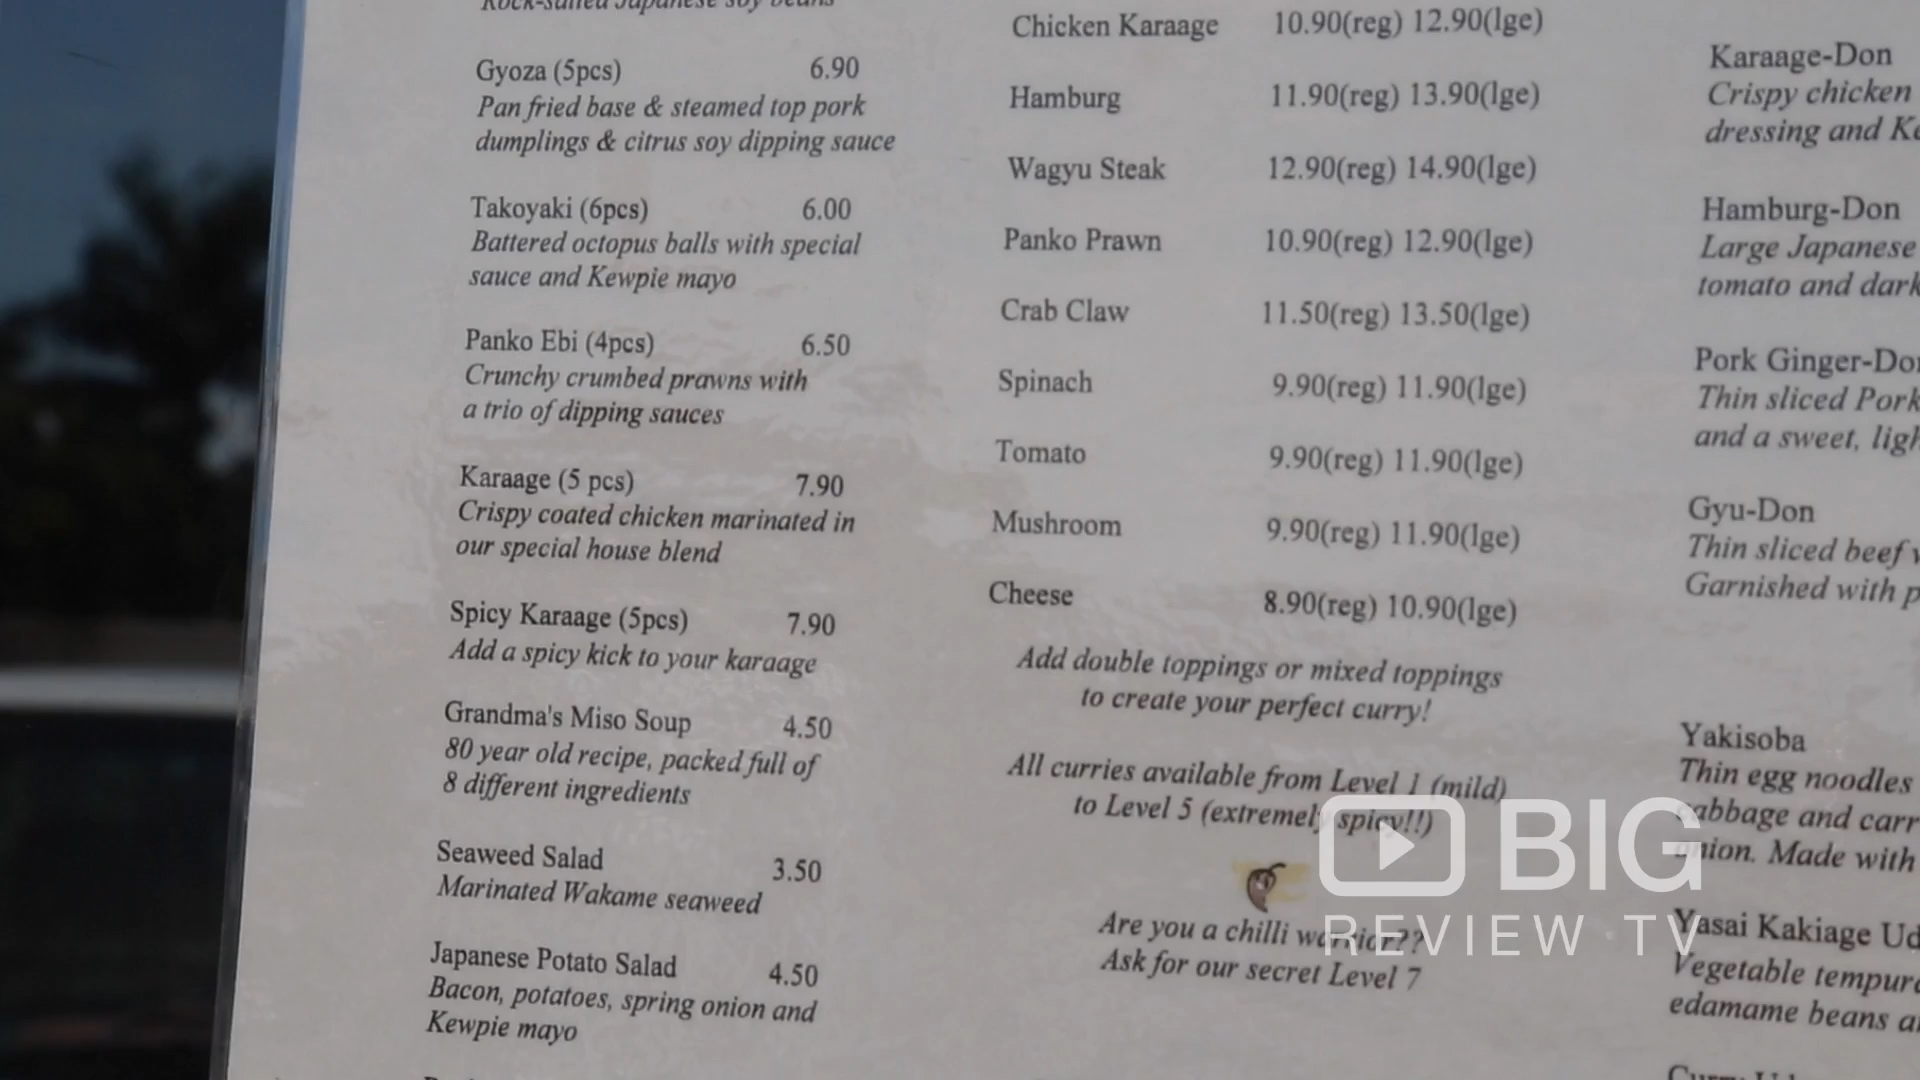 Rock-salted Japanese soy beans
Gyoza (5pcs) 6.90
Pan fried base & steamed top pork
dumplings & citrus soy dipping sauce
Takoyaki (6pcs) 6.00
Battered octopus balls with special
sauce and Kewpie mayo
Panko Ebi (4pcs) 6.50
Crunchy crumbed prawns with
a trio of dipping sauces
Karaage (5 pcs) 7.90
Crispy coated chicken marinated in
our special house blend
Spicy Karaage (5pcs) 7.90
Add a spicy kick to your karaage
Grandma's Miso Soup 4.50
80 year old recipe, packed full of
8 different ingredients
Seaweed Salad 3.50
Marinated Wakame seaweed
Japanese Potato Salad 4.50
Bacon, potatoes, spring onion and
Kewpie mayo
Chicken Karaage 10.90(reg) 12.90(lge)
Hamburg 11.90(reg) 13.90(lge)
Wagyu Steak 12.90(reg) 14.90(lge)
Panko Prawn 10.90(reg) 12.90(lge)
Crab Claw 11.50(reg) 13.50(lge)
Spinach 9.90(reg) 11.90(lge)
Tomato 9.90(reg) 11.90(lge)
Mushroom 9.90(reg) 11.90(lge)
Cheese 8.90(reg) 10.90(lge)
Add double toppings or mixed toppings
to create your perfect curry!
All curries available from Level 1 (mild)
to Level 5 (extremely spicy!!)
Are you a chilli warrior??
Ask for our secret Level 7
Karaage-Don
Crispy chicken
dressing and
Hamburg-Don
Large Japanese
tomato and dark
Pork Ginger-Don
Thin sliced Pork
and a sweet,
Gyu-Don
Thin sliced beef
Garnished with
Yakisoba
Thin egg noodles
cabbage and
onion. Made with
Yasai Kakiage
Vegetable tempura
edamame beans
BIG
REVIEW TV